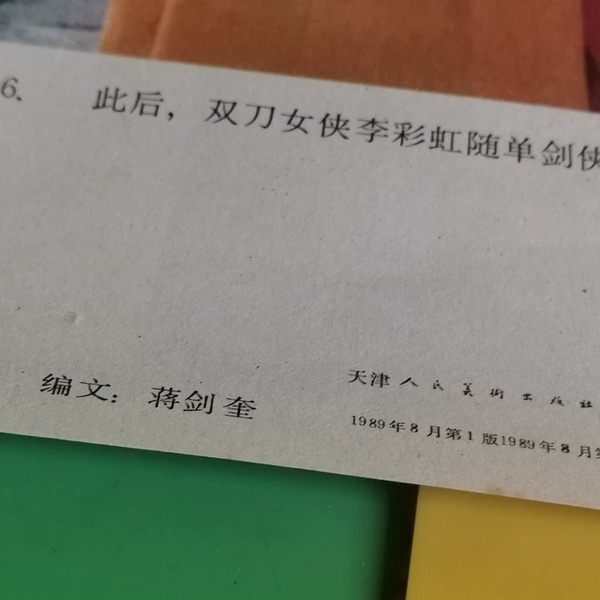 6. 此后，双刀女侠李彩虹随单剑侠
编文：蒋剑奎
天津人民美術出版社
1989年8月第1版1989年8月第